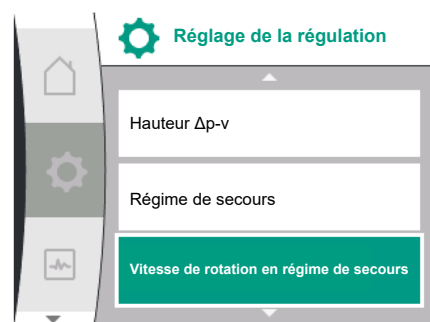 Réglage de la régulation
Hauteur Δp-v
Régime de secours
Vitesse de rotation en régime de secours